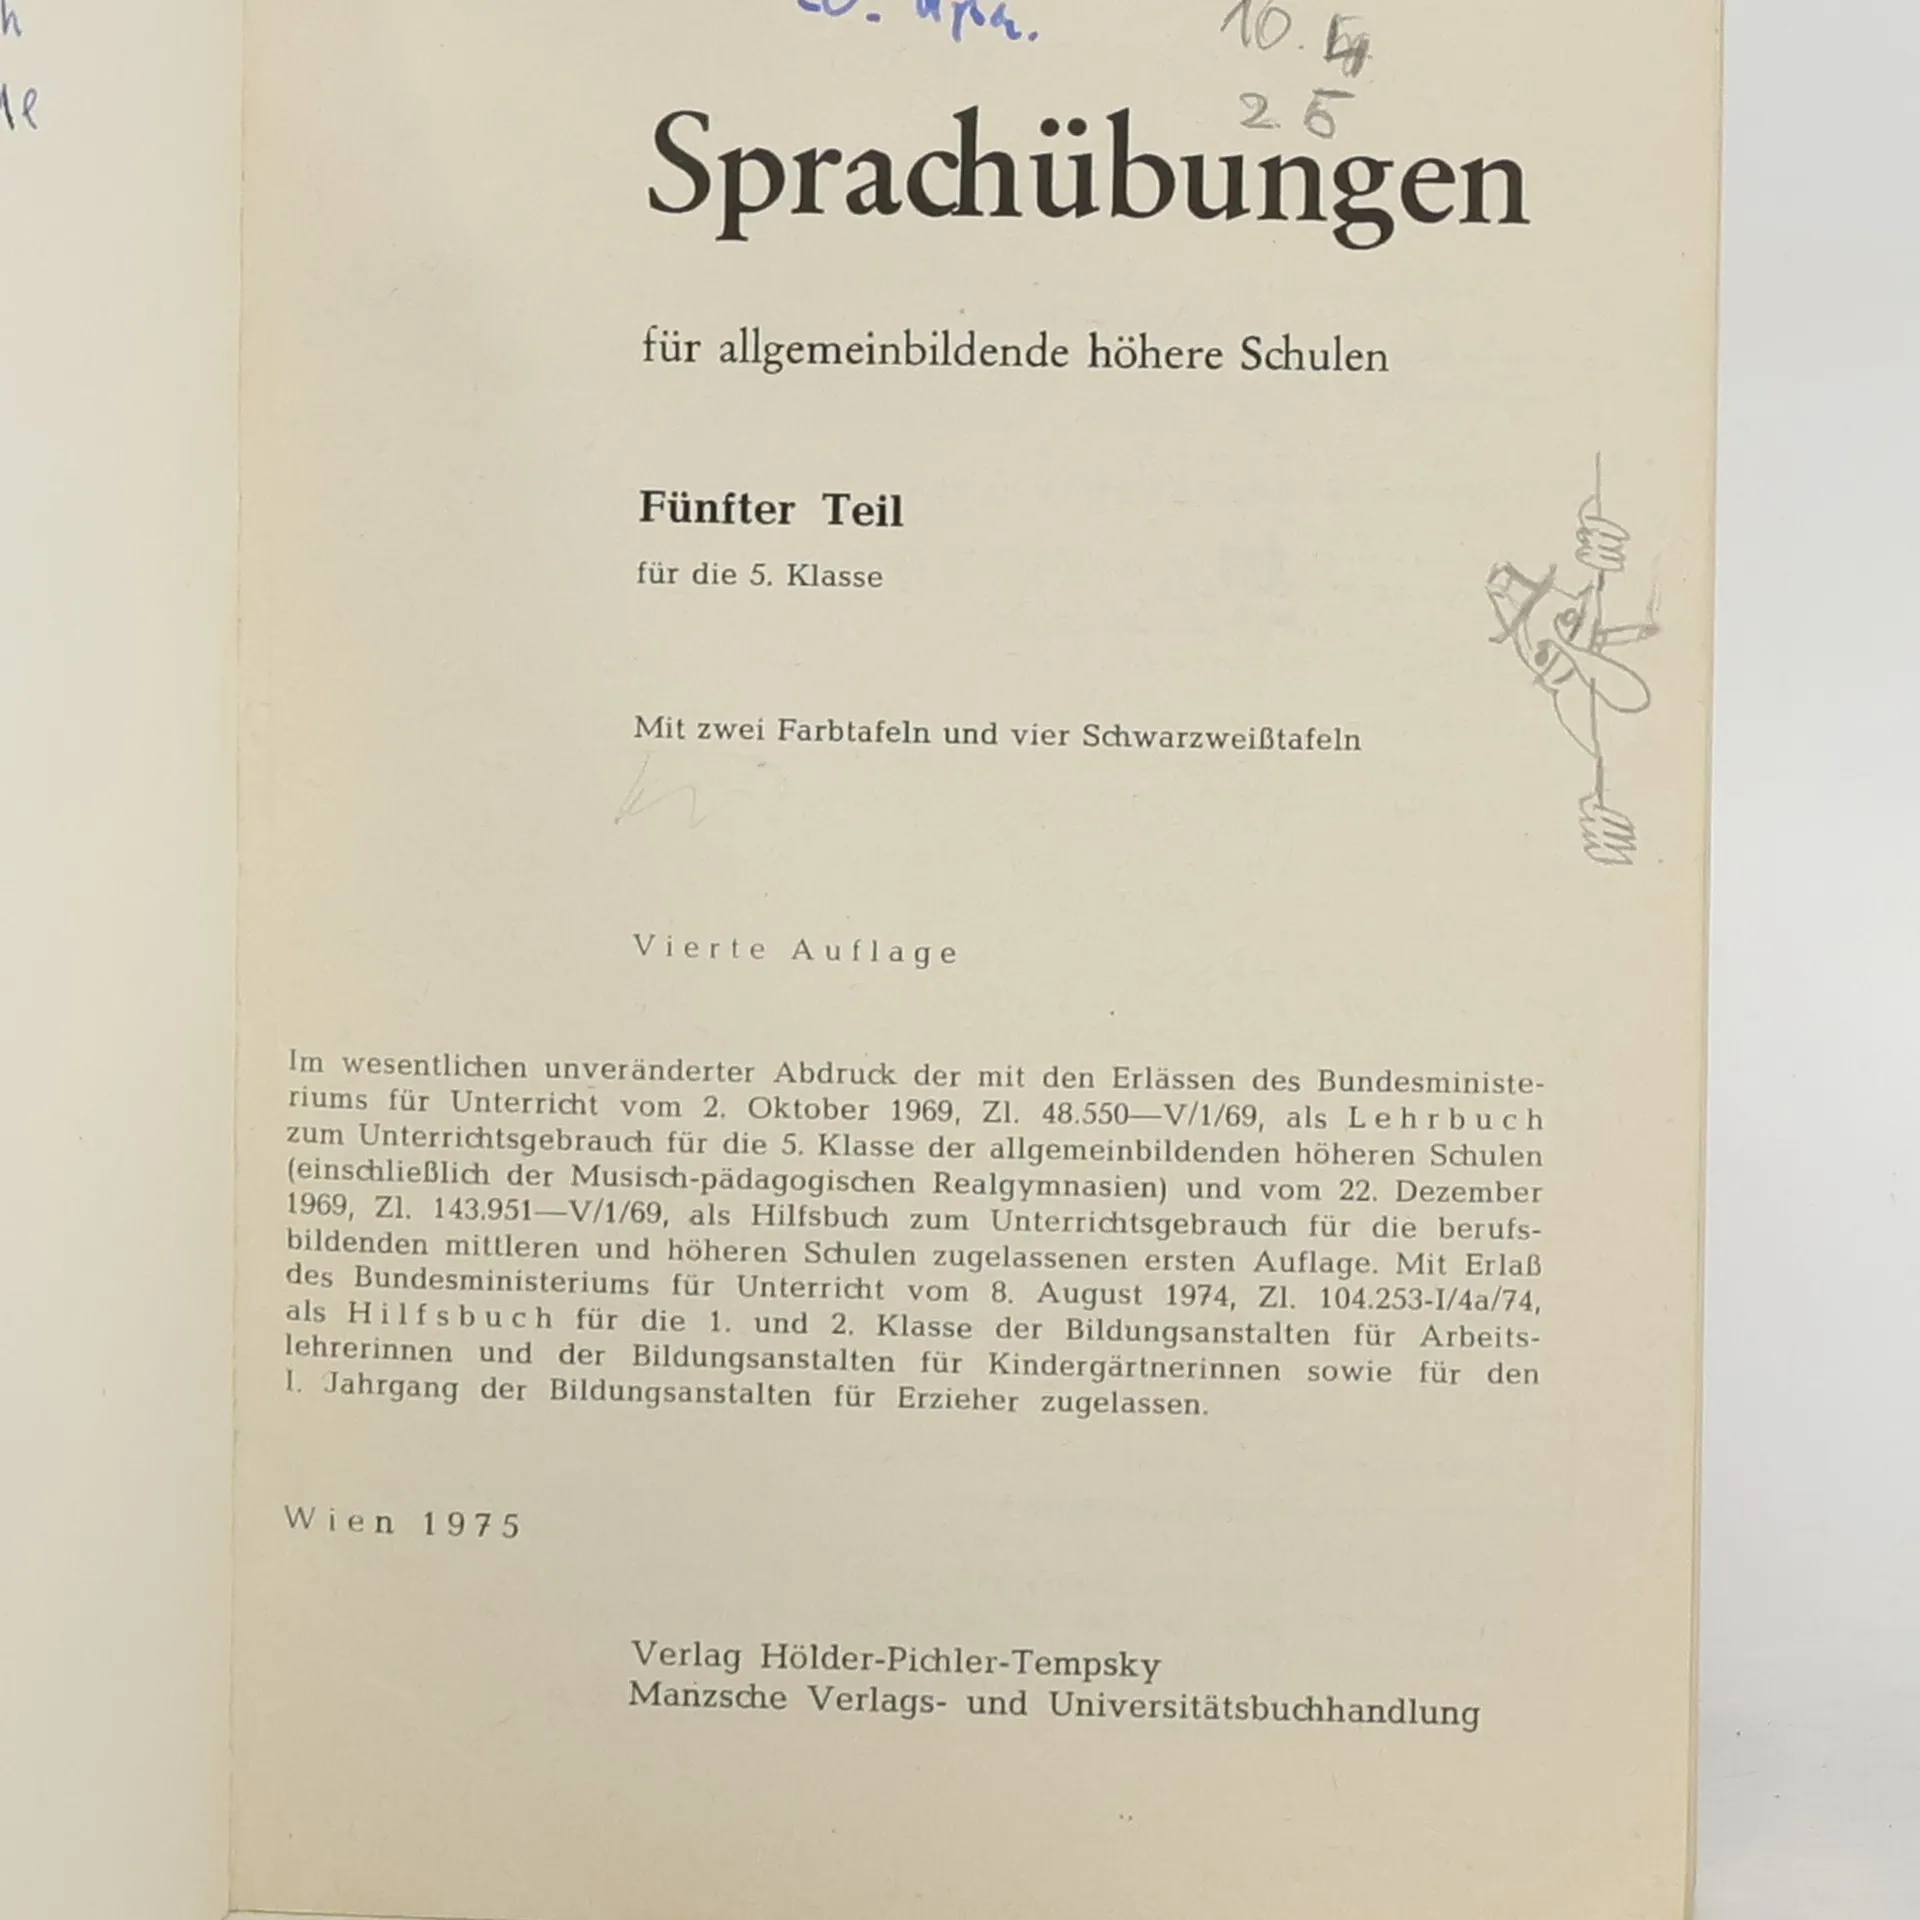 10. 4
2. 5
Sprachübungen
für allgemeinbildende höhere Schulen
Fünfter Teil
für die 5. Klasse
Mit zwei Farbtafeln und vier Schwarzweißtafeln
Vierte Auflage
Im wesentlichen unveränderter Abdruck der mit den Erlässen des Bundesministe-
riums für Unterricht vom 2. Oktober 1969, Zl. 48.550—V/1/69, als Lehrbuch
zum Unterrichtsgebrauch für die 5. Klasse der allgemeinbildenden höheren Schulen
(einschließlich der Musisch-pädagogischen Realgymnasien) und vom 22. Dezember
1969, Zl. 143.951—V/1/69, als Hilfsbuch zum Unterrichtsgebrauch für die berufs-
bildenden mittleren und höheren Schulen zugelassenen ersten Auflage. Mit Erlaß
des Bundesministeriums für Unterricht vom 8. August 1974, Zl. 104.253-I/4a/74,
als Hilfsbuch für die 1. und 2. Klasse der Bildungsanstalten für Arbeits-
lehrerinnen und der Bildungsanstalten für Kindergärtnerinnen sowie für den
I. Jahrgang der Bildungsanstalten für Erzieher zugelassen.
Wien 1975
Verlag Hölder-Pichler-Tempsky
Manzsche Verlags- und Universitätsbuchhandlung